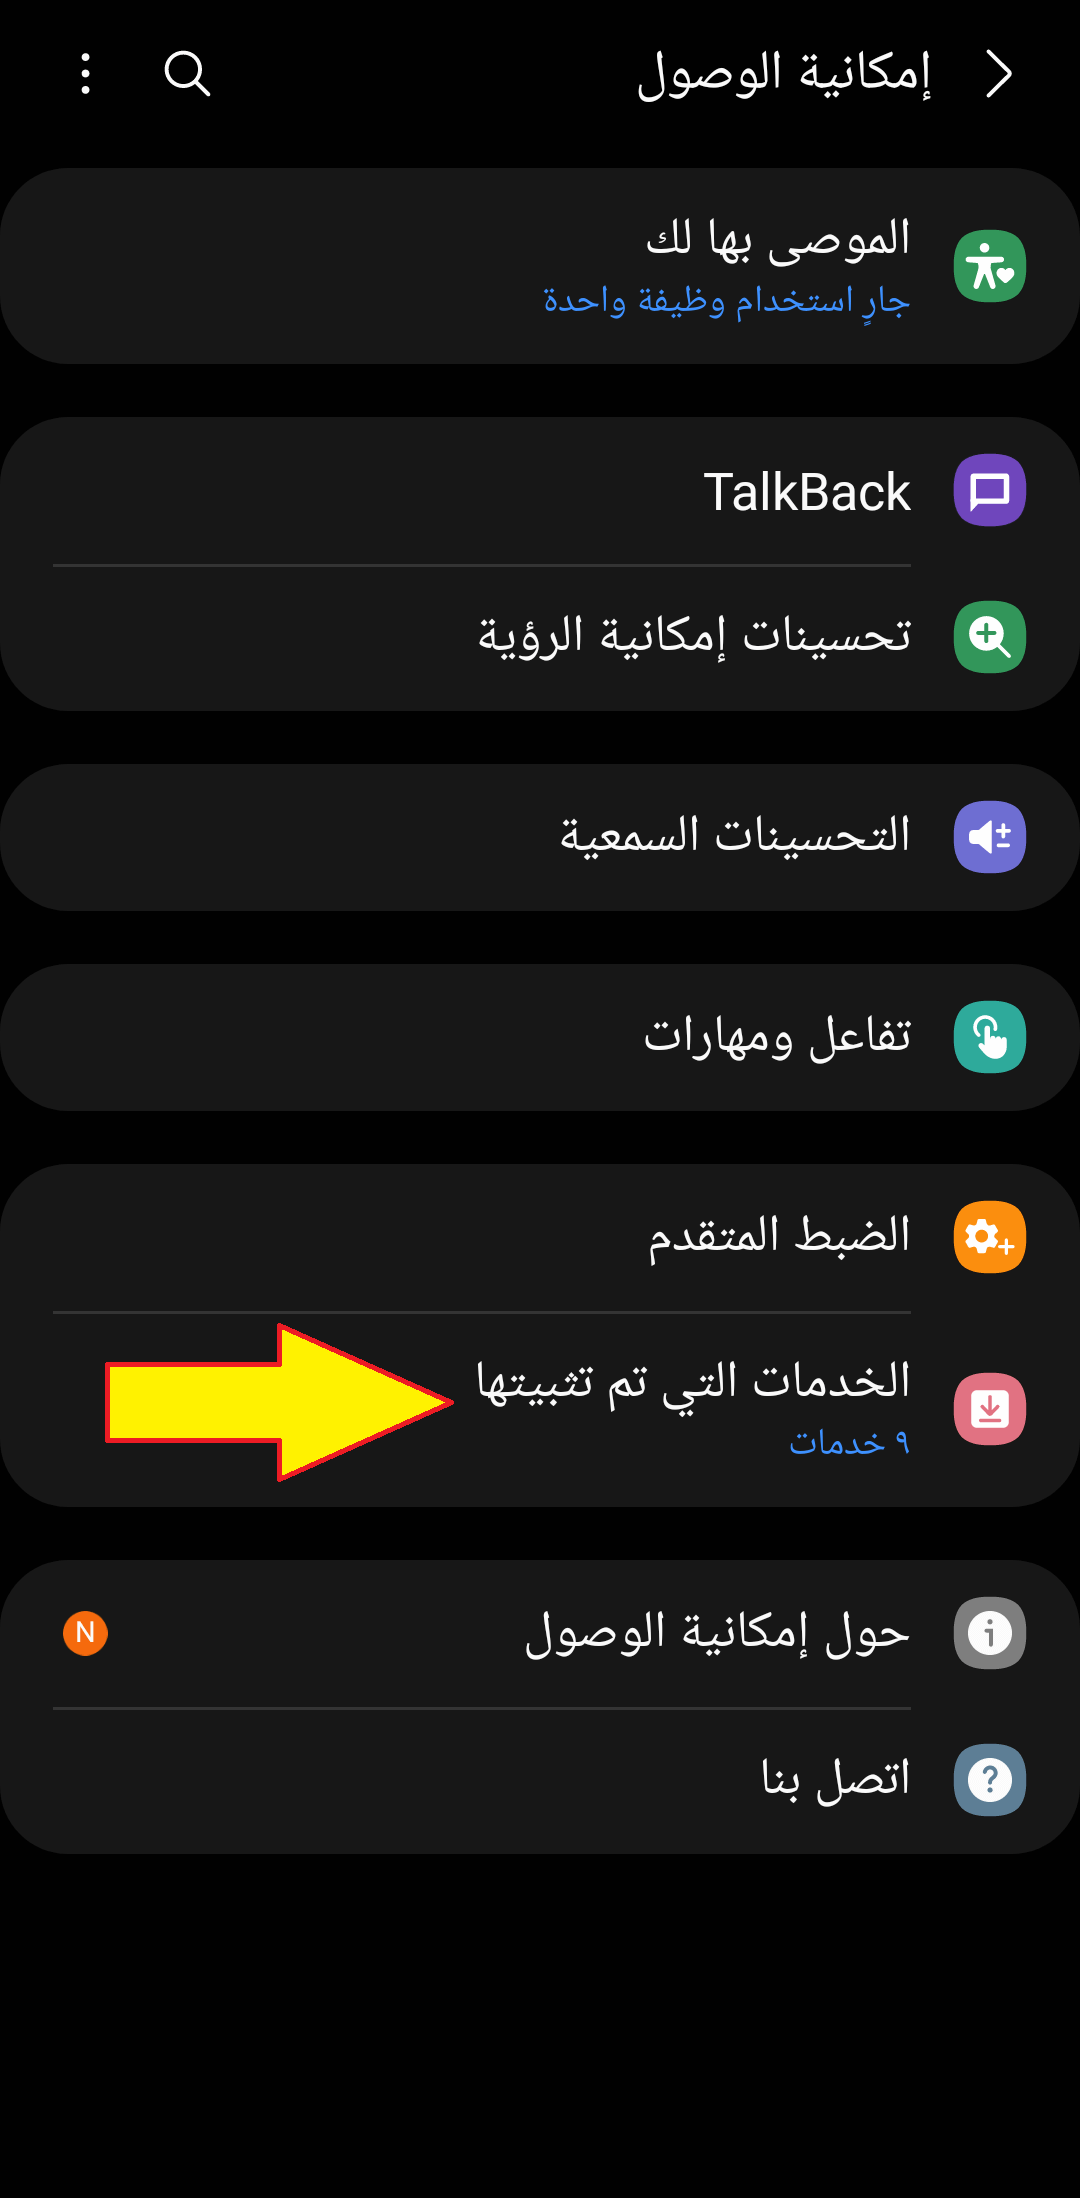 إمكانية الوصول
الموصى بها لك
جارٍ استخدام وظيفة واحدة
TalkBack
تحسينات إمكانية الرؤية
التحسينات السمعية
تفاعل ومهارات
الضبط المتقدم
الخدمات التي تم تثبيتها
٩ خدمات
حول إمكانية الوصول
N
اتصل بنا